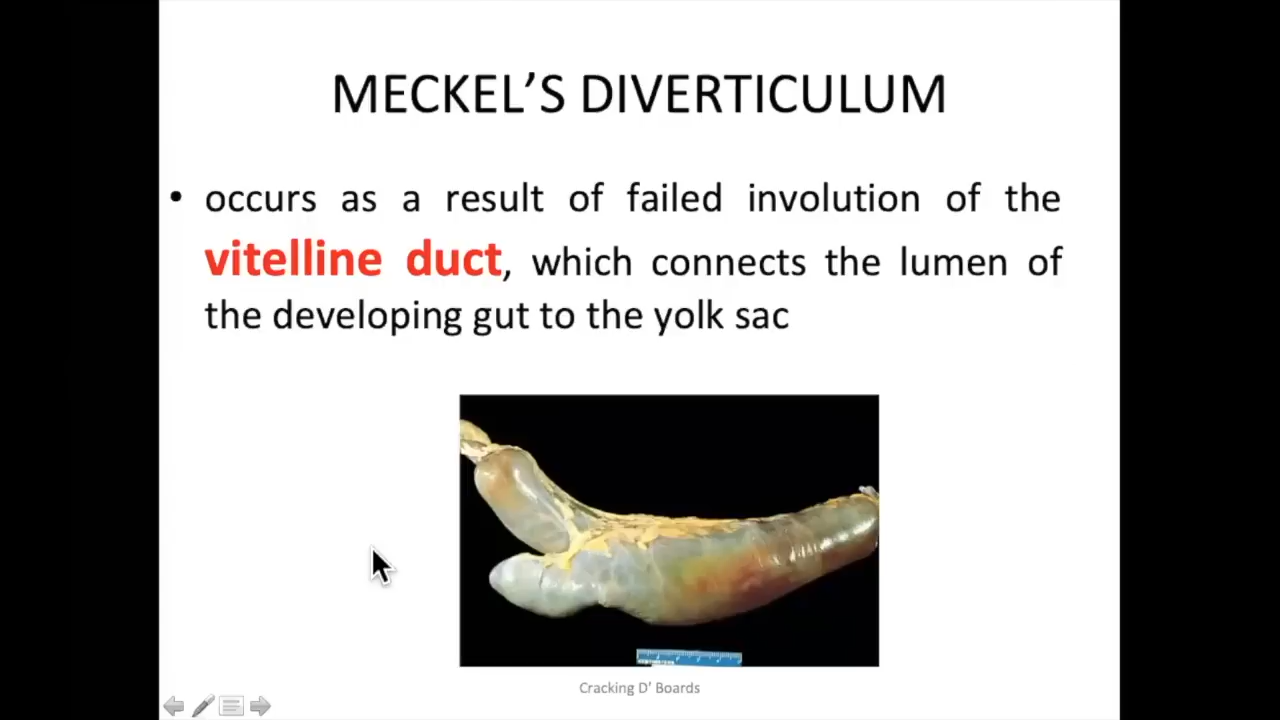 MECKEL’S DIVERTICULUM
• occurs as a result of failed involution of the
vitelline duct, which connects the lumen of
the developing gut to the yolk sac
Cracking D’ Boards